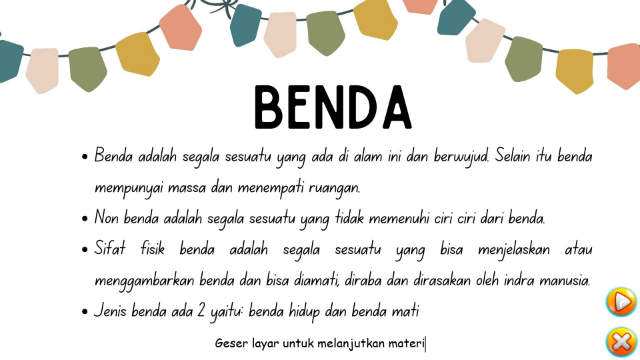 BENDA
• Benda adalah segala sesuatu yang ada di alam ini dan berwujud. Selain itu benda
mempunyai massa dan menempati ruangan.
• Non benda adalah segala sesuatu yang tidak memenuhi ciri ciri dari benda.
• Sifat fisik benda adalah segala sesuatu yang bisa menjelaskan atau
menggambarkan benda dan bisa diamati, diraba dan dirasakan oleh indra manusia.
• Jenis benda ada 2 yaitu: benda hidup dan benda mati
Geser layar untuk melanjutkan materi